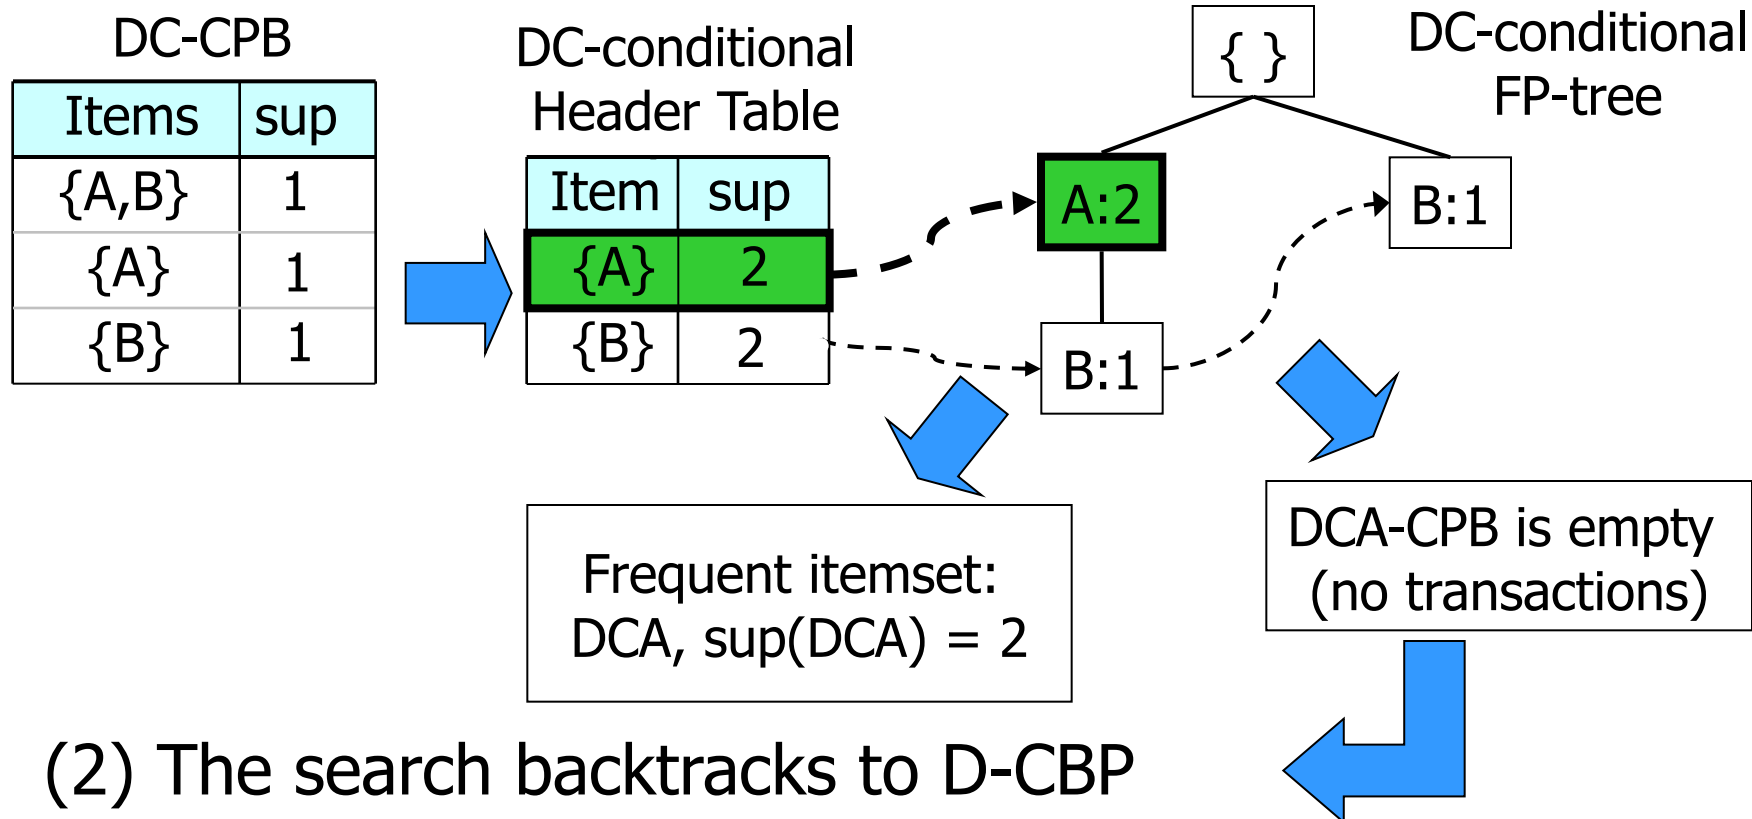 DC-CPB
Items sup
{A,B} 1
{A} 1
{B} 1
DC-conditional
Header Table
Item sup
{A} 2
{B} 2
{ }
A:2
B:1
B:1
DC-conditional
FP-tree
Frequent itemset:
DCA, sup(DCA) = 2
DCA-CPB is empty
(no transactions)
(2) The search backtracks to D-CBP